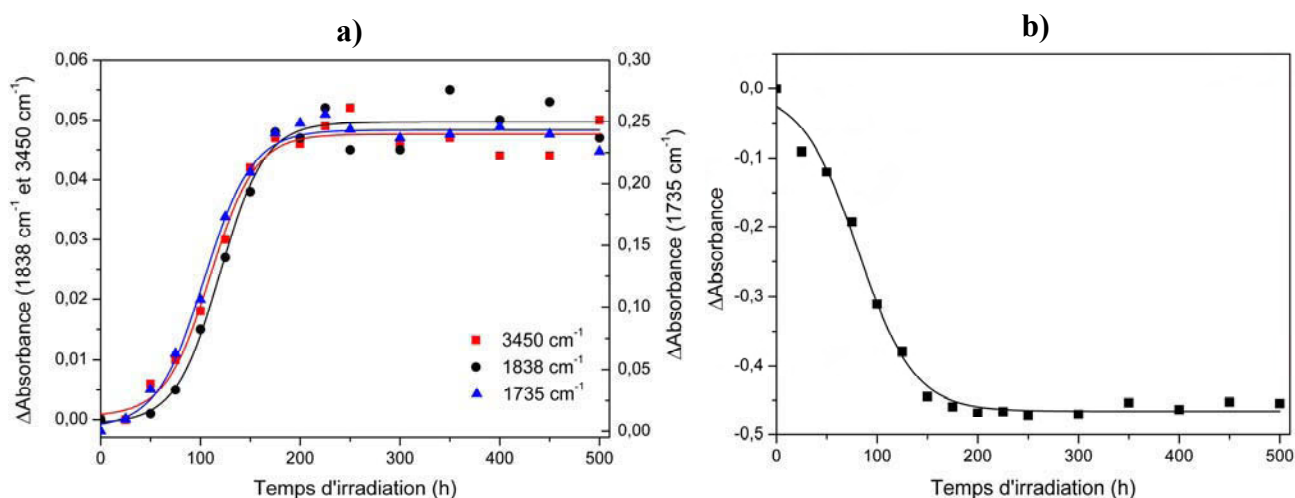 a)
ΔAbsorbance (1838 cm⁻¹ et 3450 cm⁻¹)
0,06
0,05
0,04
0,03
0,02
0,01
0,00
0,30
0,25
0,20
0,15
0,10
0,05
0,00
ΔAbsorbance (1735 cm⁻¹)
3450 cm⁻¹
1838 cm⁻¹
1735 cm⁻¹
0 100 200 300 400 500
Temps d'irradiation (h)
b)
ΔAbsorbance
0,0
-0,1
-0,2
-0,3
-0,4
-0,5
0 100 200 300 400 500
Temps d'irradiation (h)